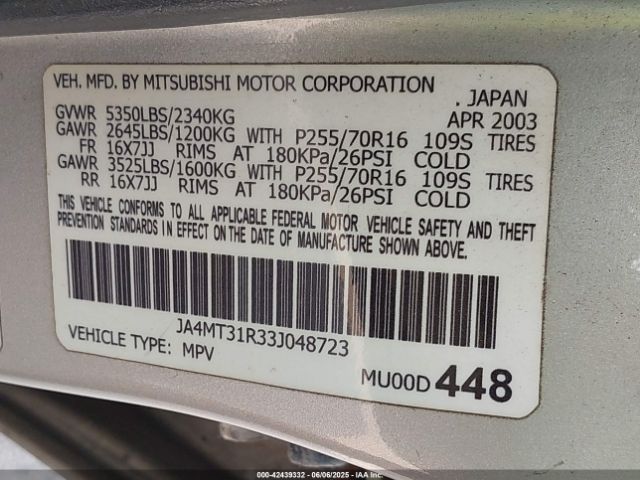 VEH. MFD. BY MITSUBISHI MOTOR CORPORATION
. JAPAN
GVWR 5350LBS/2340KG APR 2003
GAWR 2645LBS/1200KG WITH P255/70R16 109S TIRES
FR 16X7JJ RIMS AT 180KPa/26PSI COLD
GAWR 3525LBS/1600KG WITH P255/70R16 109S TIRES
RR 16X7JJ RIMS AT 180KPa/26PSI COLD
THIS VEHICLE CONFORMS TO ALL APPLICABLE FEDERAL MOTOR VEHICLE SAFETY AND THEFT
PREVENTION STANDARDS IN EFFECT ON THE DATE OF MANUFACTURE SHOWN ABOVE.
JA4MT31R33J048723
VEHICLE TYPE: MPV
MU00D 448
000-42439332 - 06/06/2025 - IAA Inc.